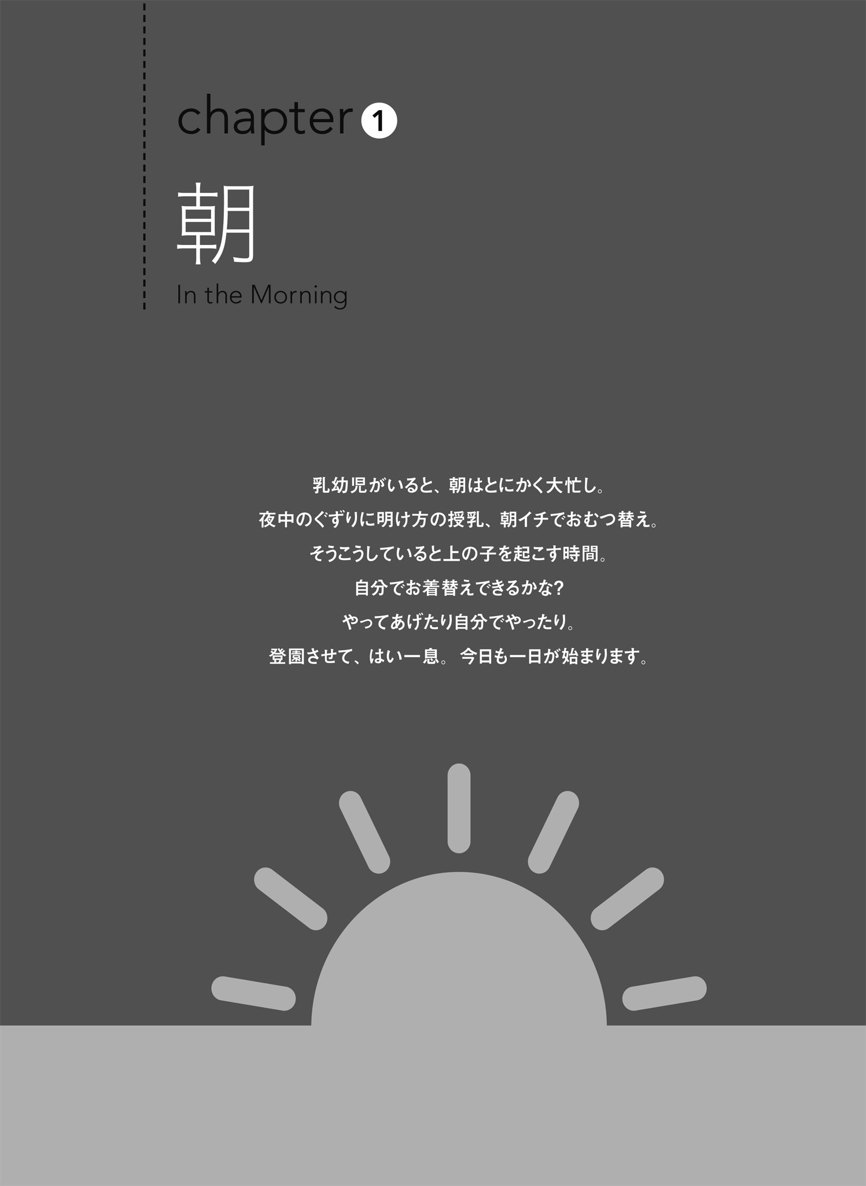 chapter 1
朝
In the Morning
乳幼児がいると、朝はとにかく大忙し。
夜中のぐずりに明け方の授乳、朝イチでおむつ替え。
そうこうしていると上の子を起こす時間。
自分でお着替えできるかな?
やってあげたり自分でやったり。
登園させて、はい一息。今日も一日が始まります。